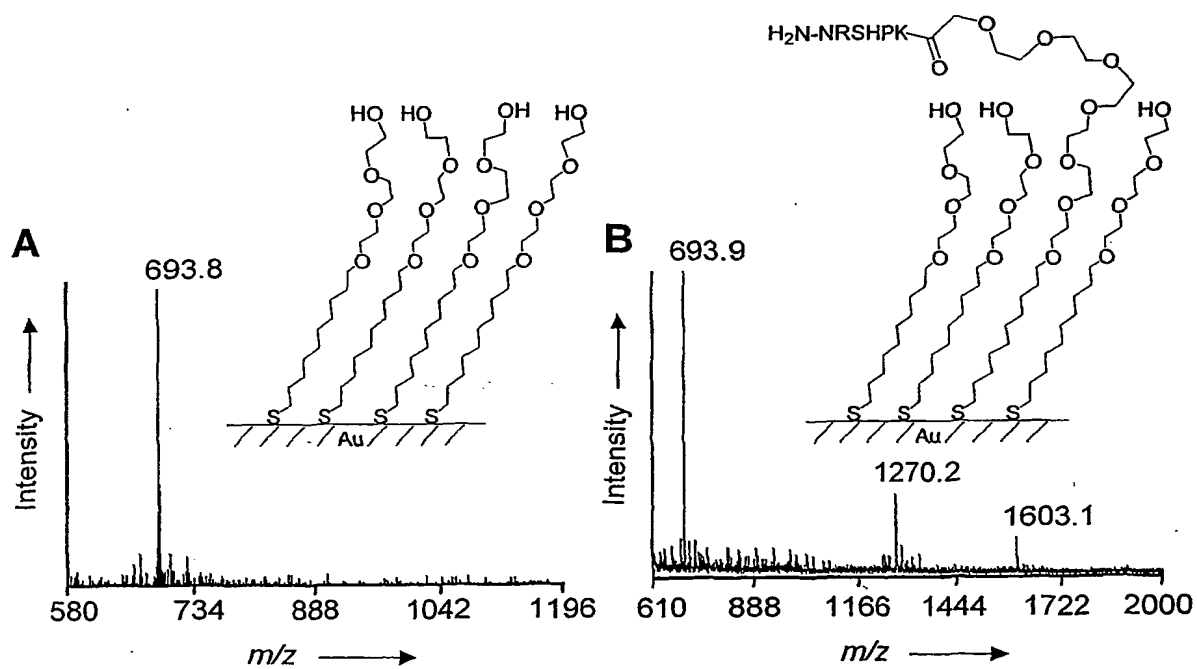 A
693.8
HO HO OH HO
O O O O
O O O O
O O O O
S S S S
Au
Intensity
580 734 888 1042 1196
m/z
B
H₂N-NRSHPK
O O O
O
O
HO HO HO
O O O O
O O O O
O O O O
S S S S
Au
693.9
1270.2
1603.1
Intensity
610 888 1166 1444 1722 2000
m/z